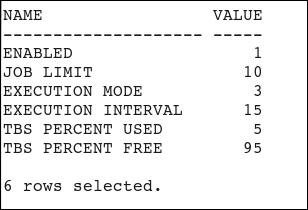 NAME                 VALUE
-------------------- -----
ENABLED                  1
JOB LIMIT               10
EXECUTION MODE           3
EXECUTION INTERVAL      15
TBS PERCENT USED         5
TBS PERCENT FREE        95

6 rows selected.